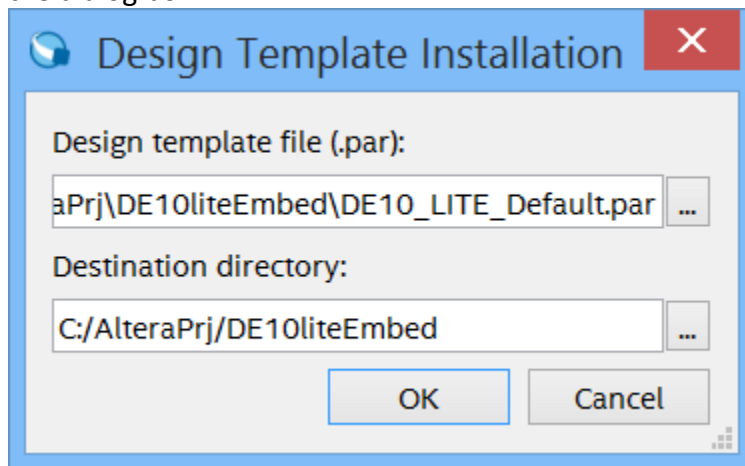 Design Template Installation
Design template file (.par):
aPrj\DE10liteEmbed\DE10_LITE_Default.par ...
Destination directory:
C:/AlteraPrj/DE10liteEmbed ...
OK Cancel